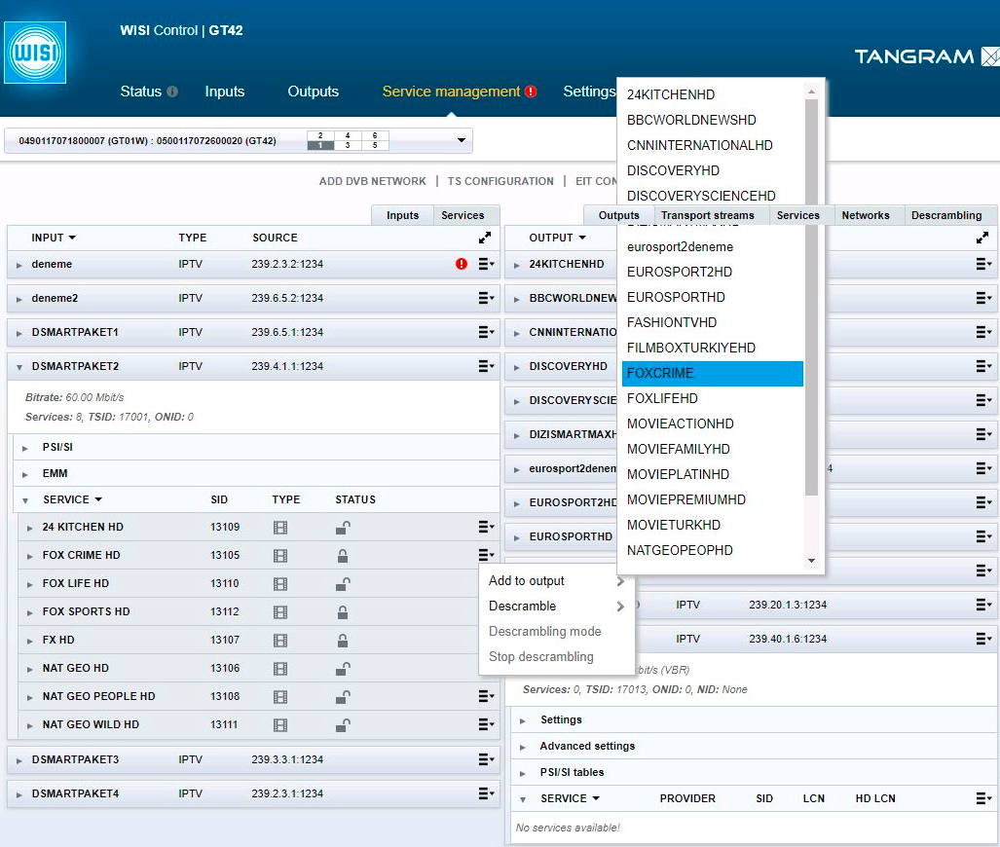 WISI Control | GT42
WISI
TANGRAM
Status Inputs Outputs Service management Settings
0490117071800007 (GT01W) : 0500117072600020 (GT42)
2 4 6
1 3 5
ADD DVB NETWORK | TS CONFIGURATION | EIT CON
Inputs Services
INPUT TYPE SOURCE
deneme IPTV 239.2.3.2:1234
deneme2 IPTV 239.6.5.2:1234
DSMARTPAKET1 IPTV 239.6.5.1:1234
DSMARTPAKET2 IPTV 239.4.1.1:1234
Bitrate: 60.00 Mbit/s
Services: 8, TSID: 17001, ONID: 0
PSI/SI
EMM
SERVICE SID TYPE STATUS
24 KITCHEN HD 13109
FOX CRIME HD 13105
FOX LIFE HD 13110
FOX SPORTS HD 13112
FX HD 13107
NAT GEO HD 13106
NAT GEO PEOPLE HD 13108
NAT GEO WILD HD 13111
DSMARTPAKET3 IPTV 239.3.3.1:1234
DSMARTPAKET4 IPTV 239.2.3.1:1234
Add to output
Descramble
Descrambling mode
Stop descrambling
24KITCHENHD
BBCWORLDNEWSHD
CNNINTERNATIONALHD
DISCOVERYHD
DISCOVERYSCIENCEHD
eurosport2deneme
EUROSPORT2HD
EUROSPORTHD
FASHIONTVHD
FILMBOXTURKIYEHD
FOXCRIME
FOXLIFEHD
MOVIEACTIONHD
MOVIEFAMILYHD
MOVIEPLATINHD
MOVIEPREMIUMHD
MOVIETURKHD
NATGEOPEOPHD
Outputs Transport streams Services Networks Descrambling
OUTPUT
24KITCHENHD
BBCWORLDNEW
CNNINTERNATIO
DISCOVERYHD
DISCOVERYSCIE
DIZISMARTMAXH
eurosport2denem 4
EUROSPORT2HD
EUROSPORTHD
IPTV 239.20.1.3:1234
IPTV 239.40.1.6:1234
bit/s (VBR)
Services: 0, TSID: 17013, ONID: 0, NID: None
Settings
Advanced settings
PSI/SI tables
SERVICE PROVIDER SID LCN HD LCN
No services available!